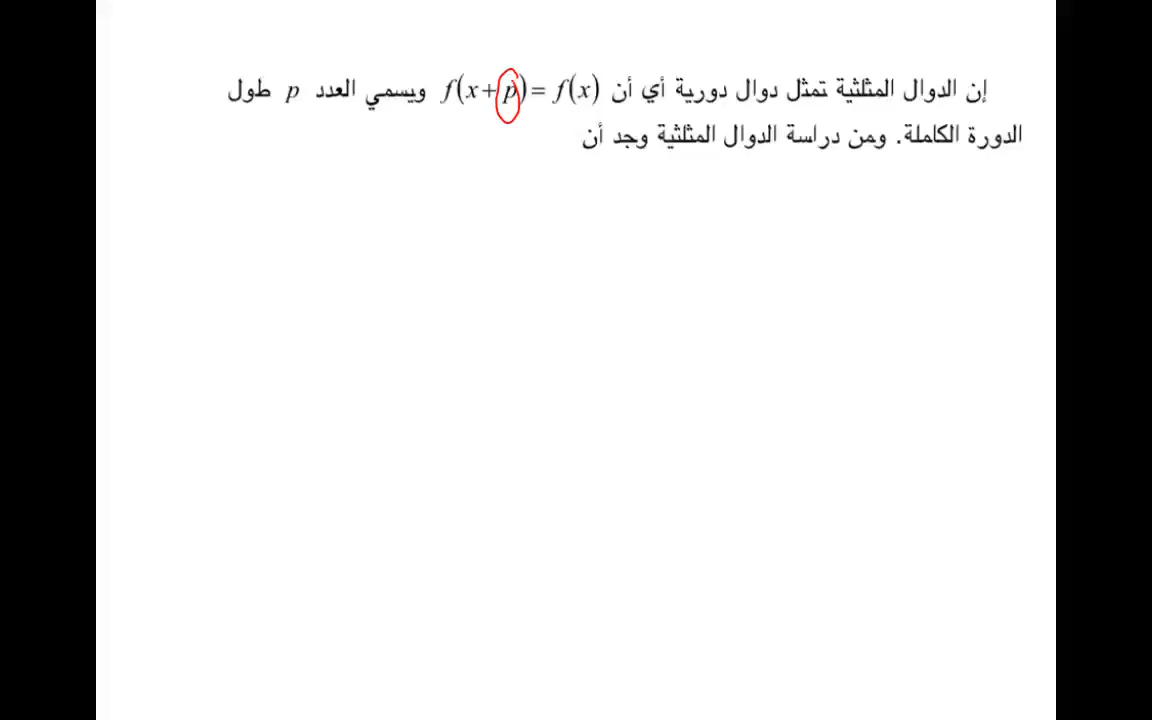 إن الدوال المثلثية تمثل دوال دورية أي أن f(x+p)=f(x) ويسمي العدد p طول
الدورة الكاملة. ومن دراسة الدوال المثلثية وجد أن